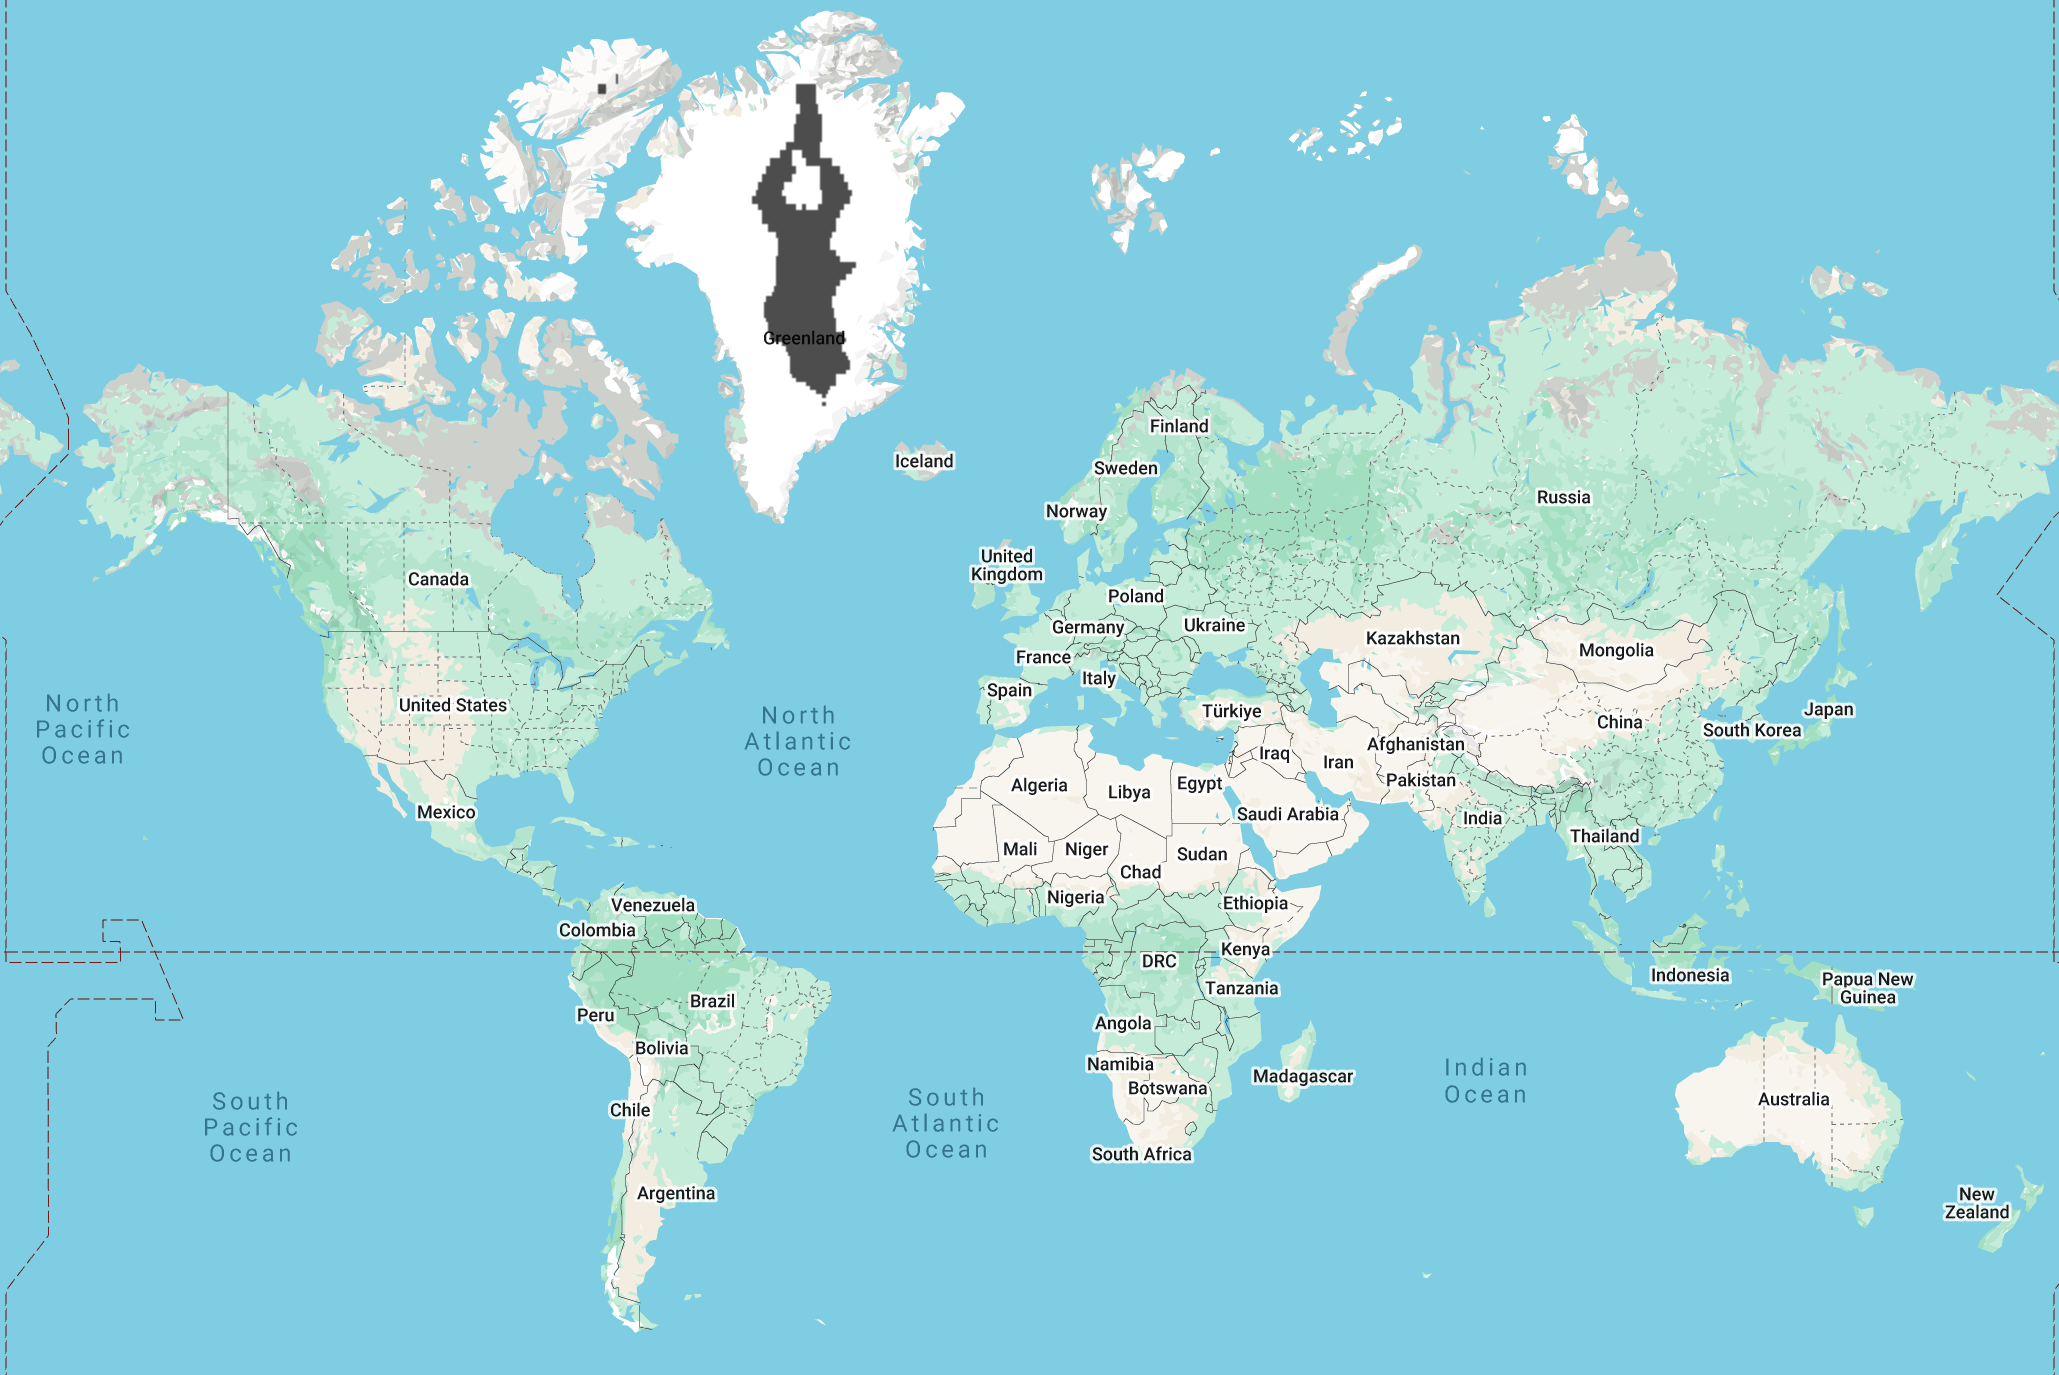 Greenland
Finland
Iceland
Sweden
Russia
Norway
United
Kingdom
Canada
Poland
Germany
Ukraine
Kazakhstan
France
Mongolia
Italy
Spain
United States
Türkiye
Japan
China
South Korea
North
Pacific
Ocean
North
Atlantic
Ocean
Afghanistan
Iraq
Iran
Algeria
Libya
Egypt
Pakistan
Mexico
Saudi Arabia
India
Thailand
Mali
Niger
Sudan
Chad
Nigeria
Ethiopia
Venezuela
Colombia
Kenya
DRC
Indonesia
Tanzania
Papua New
Guinea
Brazil
Peru
Angola
Bolivia
Namibia
Botswana
Madagascar
Indian
Ocean
Chile
Australia
South
Pacific
Ocean
South
Atlantic
Ocean
South Africa
Argentina
New
Zealand